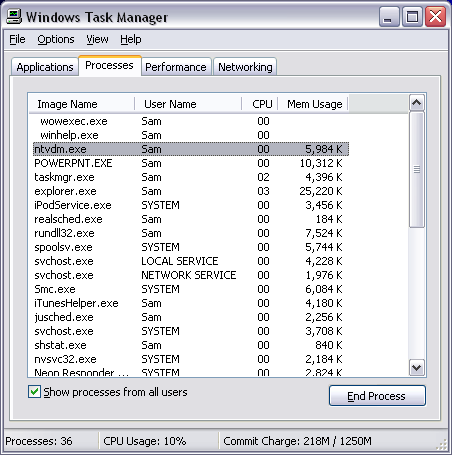 Windows Task Manager
File Options View Help
Applications Processes Performance Networking
Image Name User Name CPU Mem Usage
wowexec.exe Sam 00
winhelp.exe Sam 00
ntvdm.exe Sam 00 5,984 K
POWERPNT.EXE Sam 00 10,312 K
taskmgr.exe Sam 02 4,396 K
explorer.exe Sam 03 25,220 K
iPodService.exe SYSTEM 00 3,456 K
realsched.exe Sam 00 184 K
rundll32.exe Sam 00 7,524 K
spoolsv.exe SYSTEM 00 5,744 K
svchost.exe LOCAL SERVICE 00 4,228 K
svchost.exe NETWORK SERVICE 00 1,976 K
Smc.exe SYSTEM 00 6,084 K
iTunesHelper.exe Sam 00 4,180 K
jusched.exe Sam 00 2,256 K
svchost.exe SYSTEM 00 3,708 K
shstat.exe Sam 00 840 K
nvsvc32.exe SYSTEM 00 2,184 K
Neon Responder ... SYSTEM 00 2,824 K
Show processes from all users
End Process
Processes: 36 CPU Usage: 10% Commit Charge: 218M / 1250M